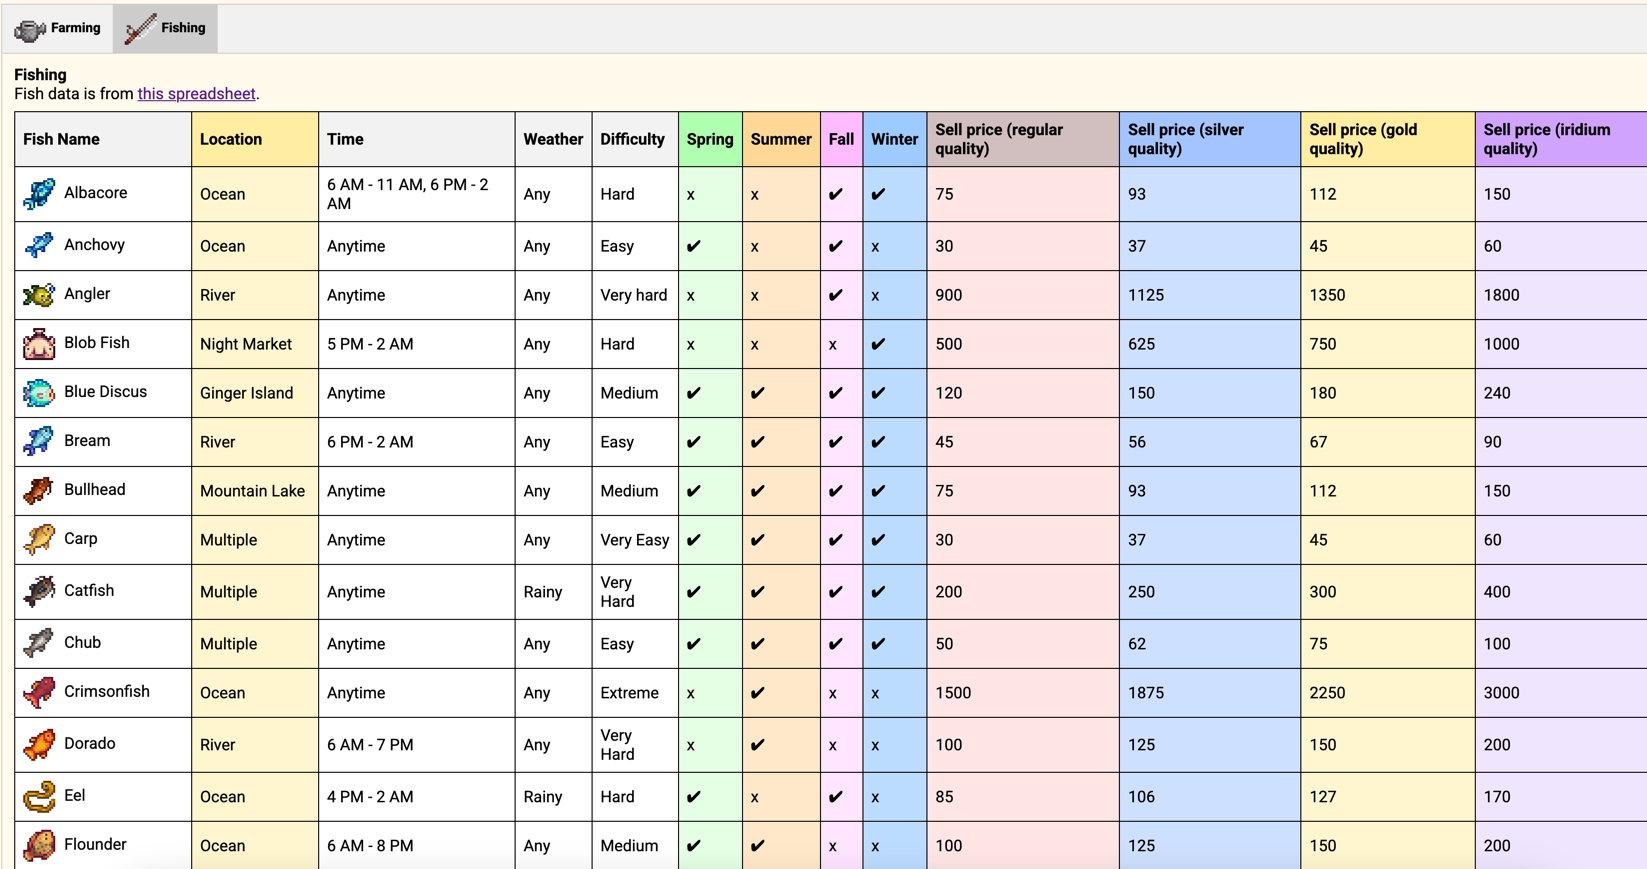 Farming Fishing
Fishing
Fish data is from this spreadsheet.
Fish Name Location Time Weather Difficulty Spring Summer Fall Winter Sell price (regular quality) Sell price (silver quality) Sell price (gold quality) Sell price (iridium quality)
Albacore Ocean 6 AM - 11 AM, 6 PM - 2 AM Any Hard x x ✔ ✔ 75 93 112 150
Anchovy Ocean Anytime Any Easy ✔ x ✔ x 30 37 45 60
Angler River Anytime Any Very hard x x ✔ x 900 1125 1350 1800
Blob Fish Night Market 5 PM - 2 AM Any Hard x x x ✔ 500 625 750 1000
Blue Discus Ginger Island Anytime Any Medium ✔ ✔ ✔ ✔ 120 150 180 240
Bream River 6 PM - 2 AM Any Easy ✔ ✔ ✔ ✔ 45 56 67 90
Bullhead Mountain Lake Anytime Any Medium ✔ ✔ ✔ ✔ 75 93 112 150
Carp Multiple Anytime Any Very Easy ✔ ✔ ✔ ✔ 30 37 45 60
Catfish Multiple Anytime Rainy Very Hard ✔ ✔ ✔ ✔ 200 250 300 400
Chub Multiple Anytime Any Easy ✔ ✔ ✔ ✔ 50 62 75 100
Crimsonfish Ocean Anytime Any Extreme x ✔ x x 1500 1875 2250 3000
Dorado River 6 AM - 7 PM Any Very Hard x ✔ x x 100 125 150 200
Eel Ocean 4 PM - 2 AM Rainy Hard ✔ x ✔ x 85 106 127 170
Flounder Ocean 6 AM - 8 PM Any Medium ✔ ✔ x x 100 125 150 200